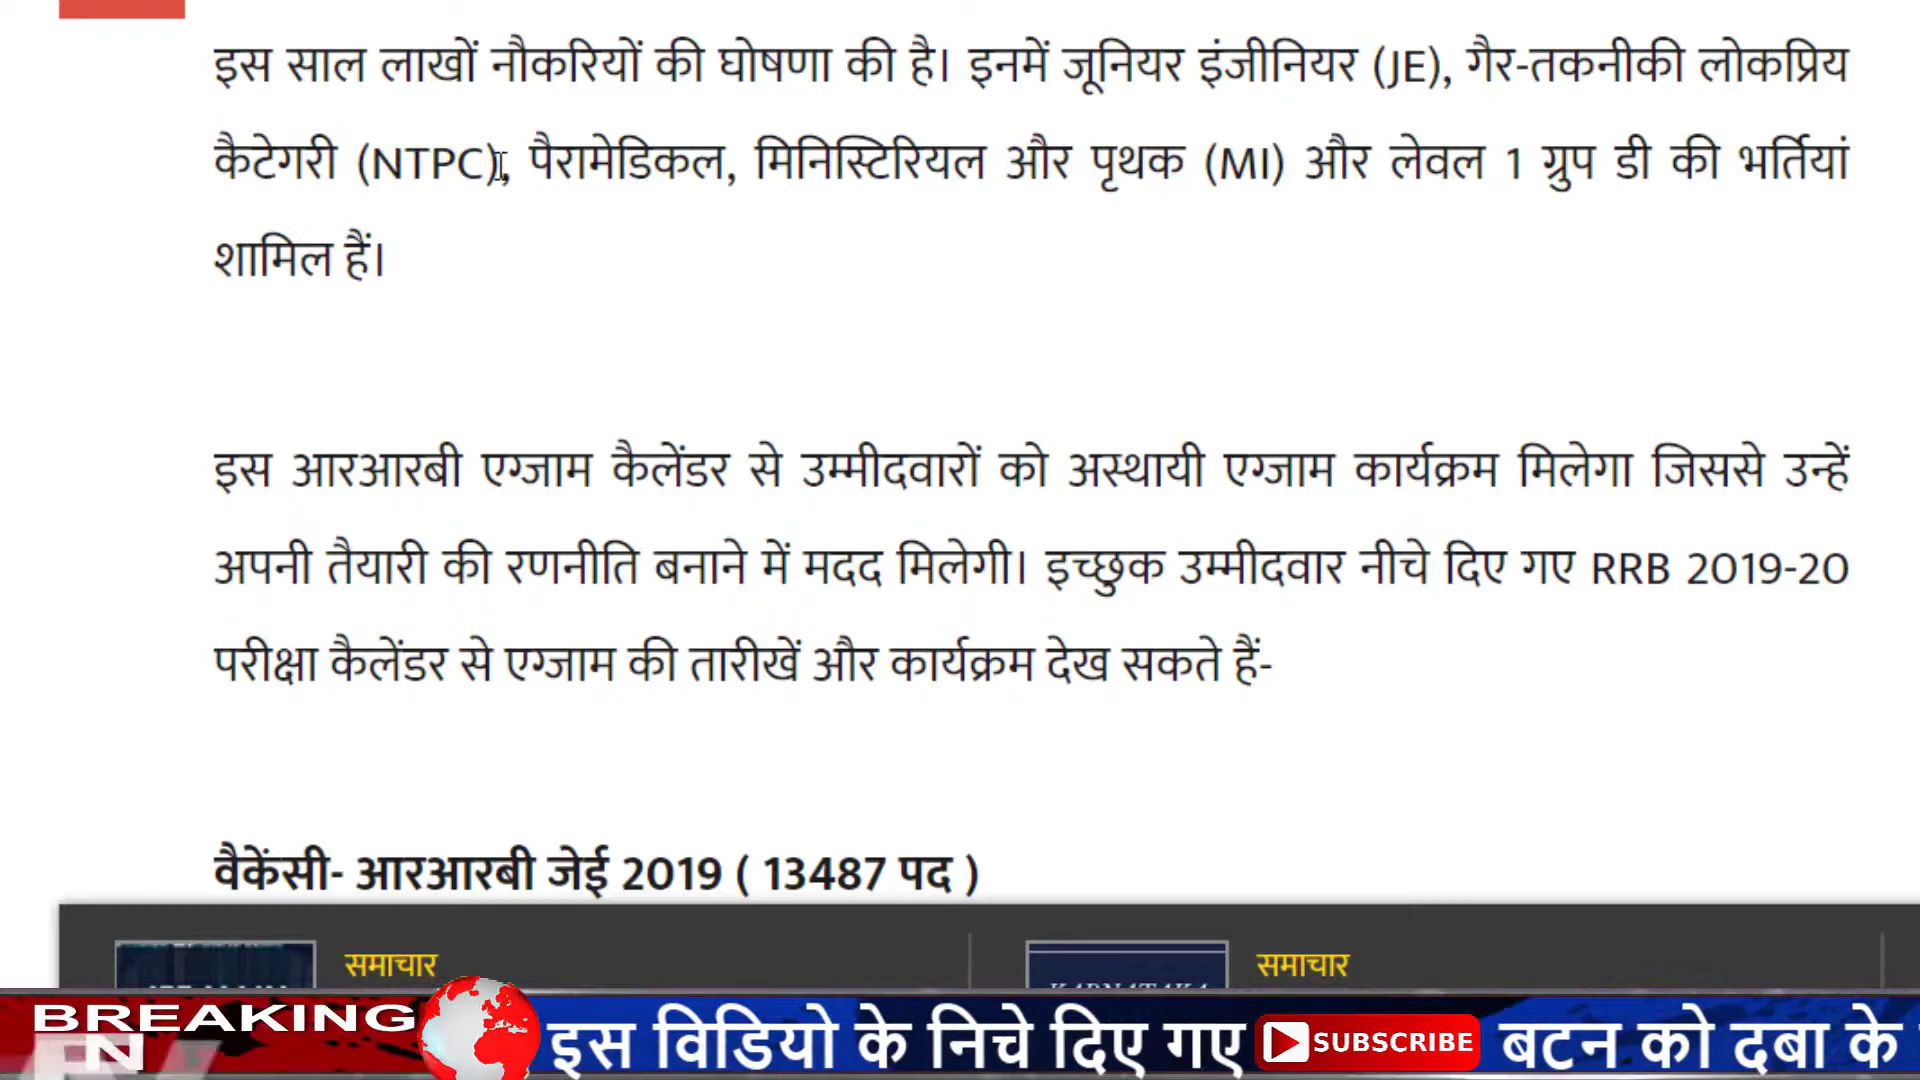 इस साल लाखों नौकरियों की घोषणा की है। इनमें जूनियर इंजीनियर (JE), गैर-तकनीकी लोकप्रिय
कैटेगरी (NTPC), पैरामेडिकल, मिनिस्टिरियल और पृथक (MI) और लेवल 1 ग्रुप डी की भर्तियां
शामिल हैं।
इस आरआरबी एग्जाम कैलेंडर से उम्मीदवारों को अस्थायी एग्जाम कार्यक्रम मिलेगा जिससे उन्हें
अपनी तैयारी की रणनीति बनाने में मदद मिलेगी। इच्छुक उम्मीदवार नीचे दिए गए RRB 2019-20
परीक्षा कैलेंडर से एग्जाम की तारीखें और कार्यक्रम देख सकते हैं-
वैकेंसी- आरआरबी जेई 2019 ( 13487 पद )
समाचार
समाचार
KARNATAKA
BREAKING
इस विडियो के निचे दिए गए SUBSCRIBE बटन को दबा के